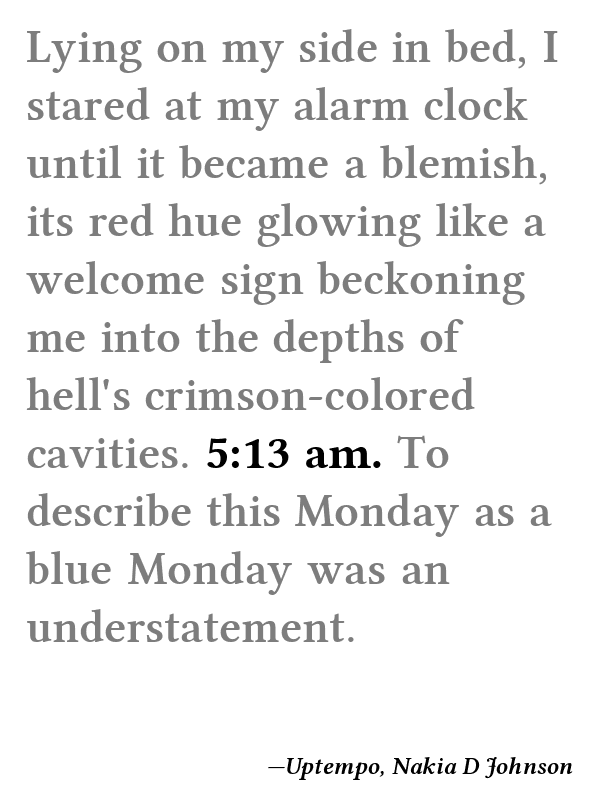 Lying on my side in bed, I
stared at my alarm clock
until it became a blemish,
its red hue glowing like a
welcome sign beckoning
me into the depths of
hell's crimson-colored
cavities. 5:13 am. To
describe this Monday as a
blue Monday was an
understatement.
—Uptempo, Nakia D Johnson